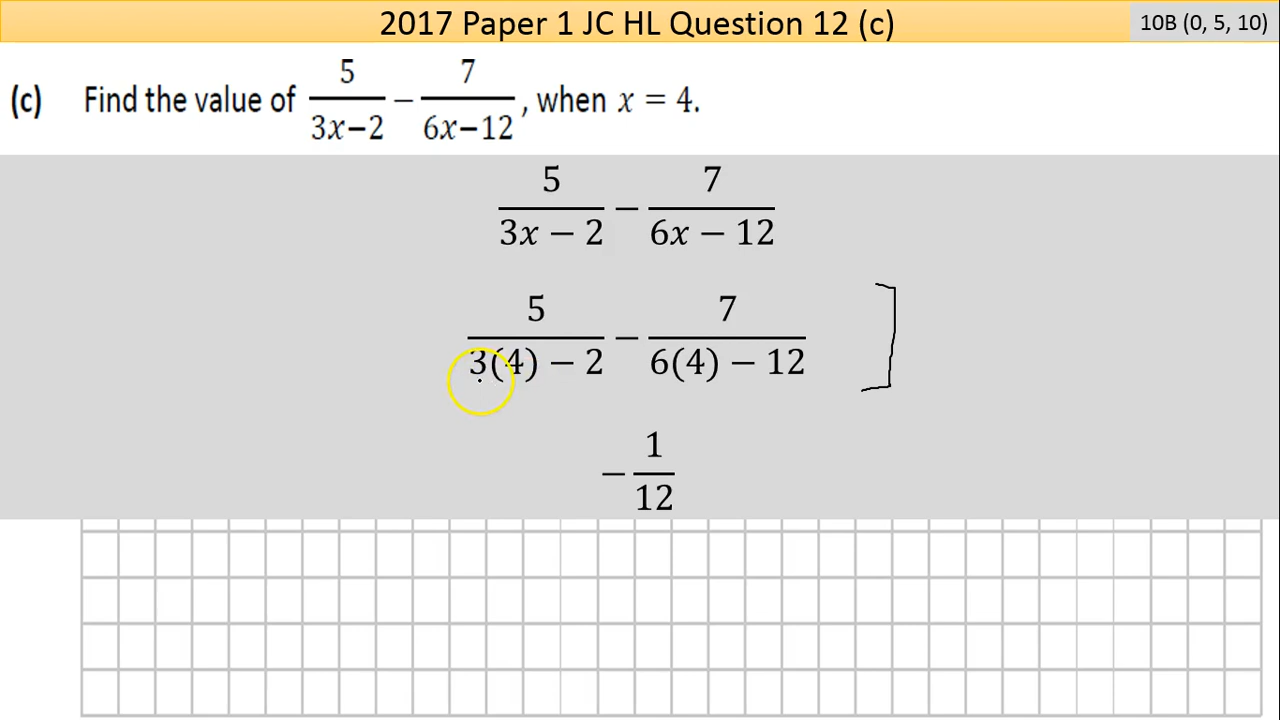 2017 Paper 1 JC HL Question 12 (c)
10B (0, 5, 10)
(c) Find the value of 5/(3x−2) − 7/(6x−12), when x = 4.
5/(3x − 2) − 7/(6x − 12)
5/(3(4) − 2) − 7/(6(4) − 12)
−1/12